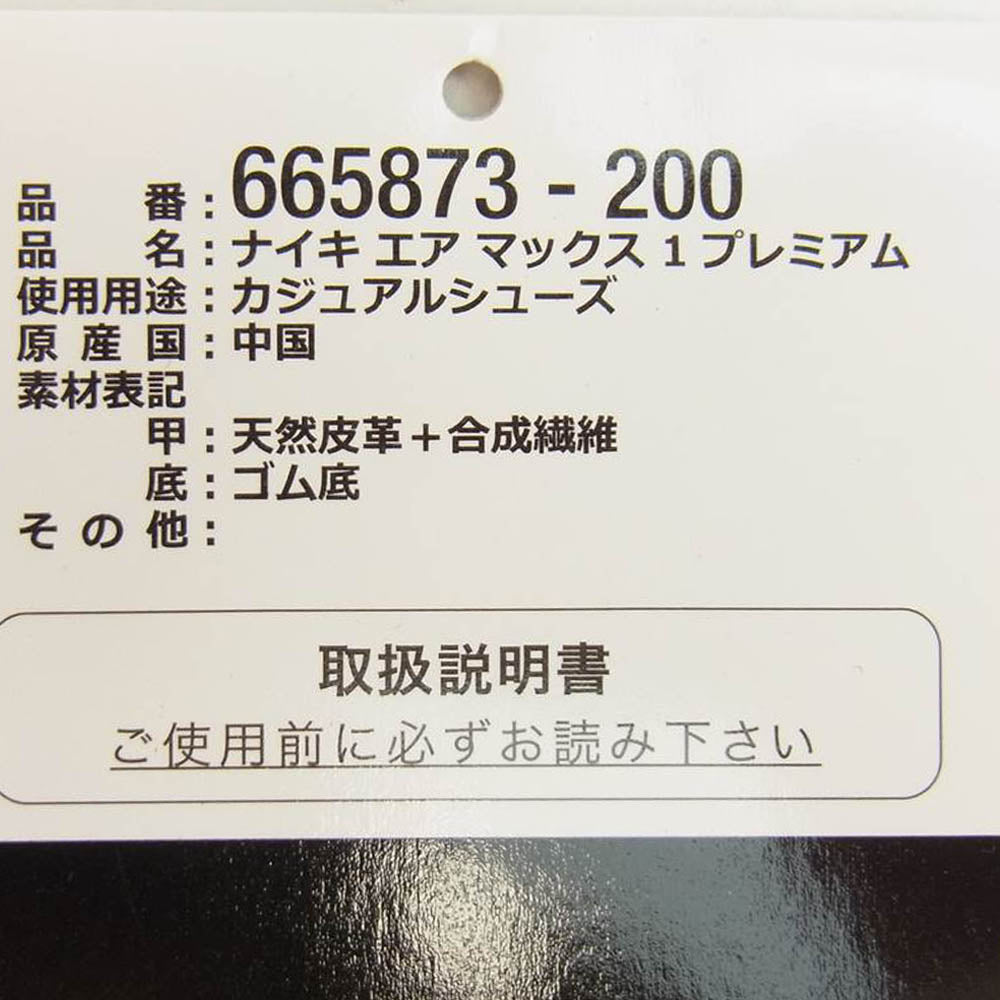 品番：665873 - 200
品名：ナイキ エア マックス 1 プレミアム
使用用途：カジュアルシューズ
原産国：中国
素材表記
甲：天然皮革＋合成繊維
底：ゴム底
その他：
取扱説明書
ご使用前に必ずお読み下さい